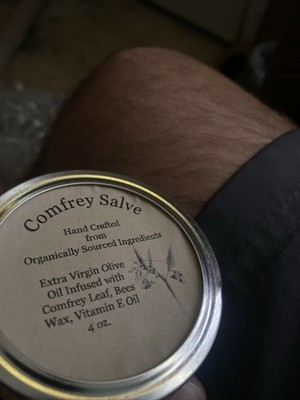 Comfrey Salve
Hand Crafted
from
Organically Sourced Ingredients
Extra Virgin Olive
Oil Infused with
Comfrey Leaf, Bees
Wax, Vitamin E Oil
4 oz.